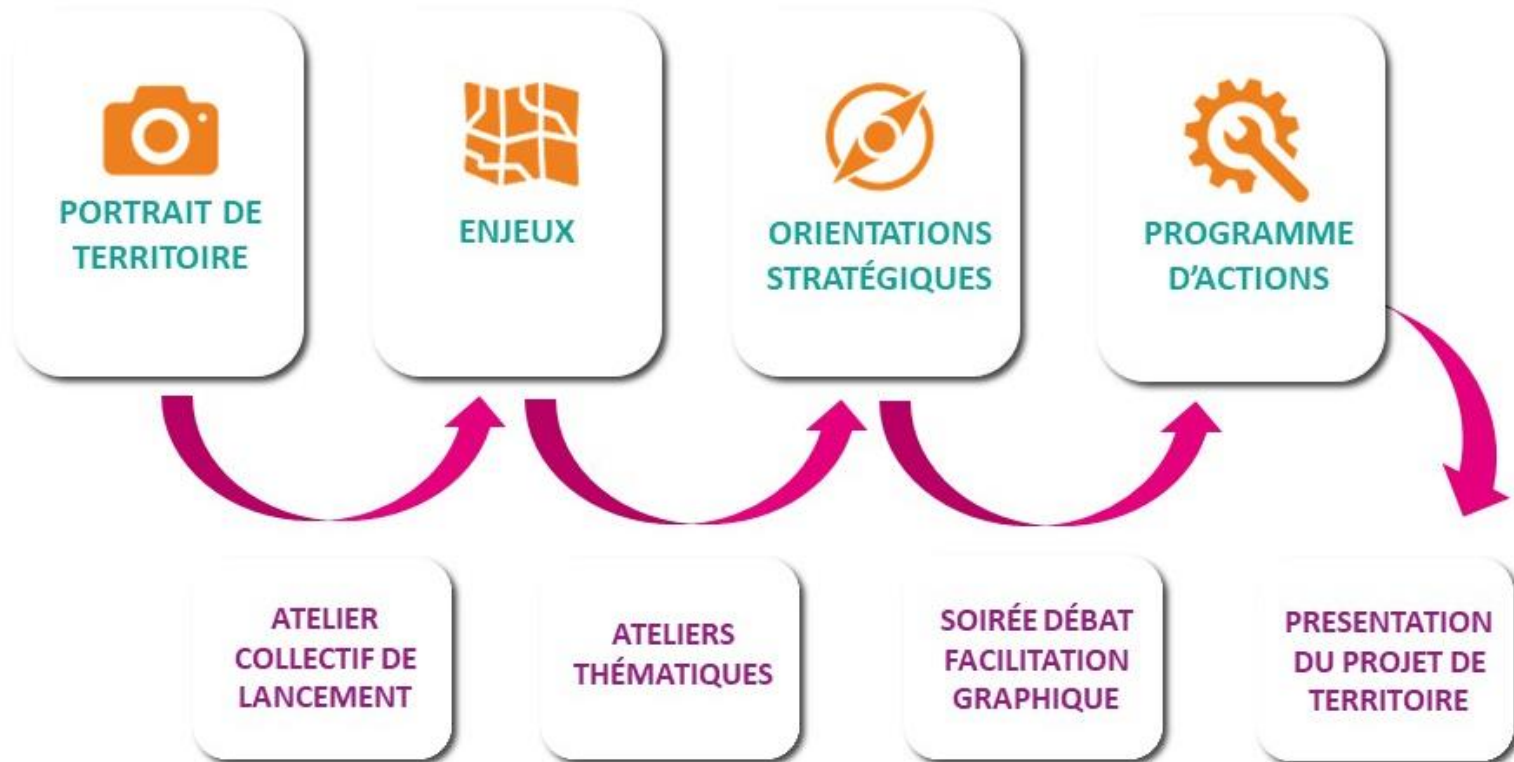 PORTRAIT DE
TERRITOIRE
ENJEUX
ORIENTATIONS
STRATÉGIQUES
PROGRAMME
D’ACTIONS
ATELIER
COLLECTIF DE
LANCEMENT
ATELIERS
THÉMATIQUES
SOIRÉE DÉBAT
FACILITATION
GRAPHIQUE
PRESENTATION
DU PROJET DE
TERRITOIRE